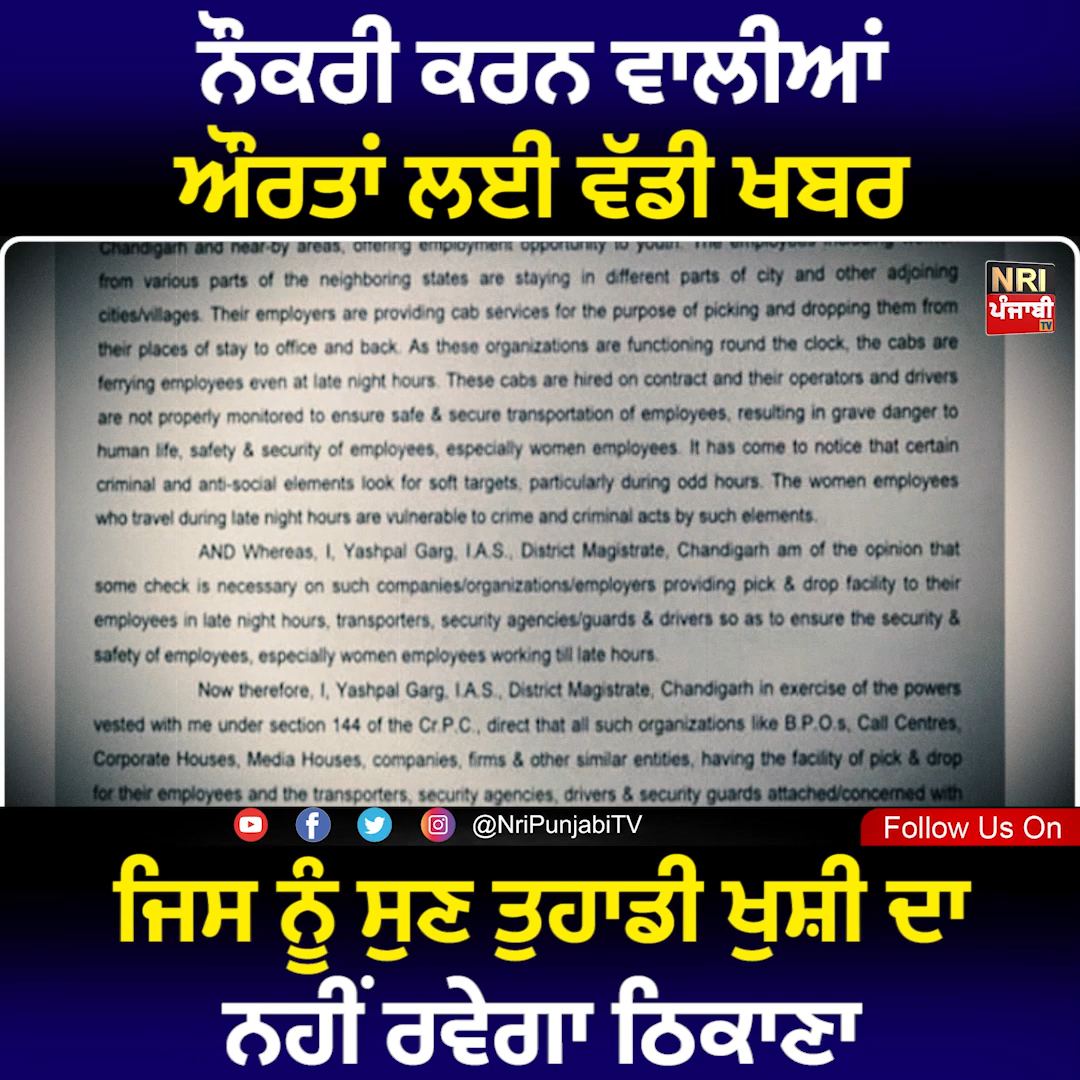 ਨੌਕਰੀ ਕਰਨ ਵਾਲੀਆਂ
ਔਰਤਾਂ ਲਈ ਵੱਡੀ ਖਬਰ
Chandigarh and near-by areas, offering employment opportunity to youth. The employees including
from various parts of the neighboring states are staying in different parts of city and other adjoining
cities/villages. Their employers are providing cab services for the purpose of picking and dropping them from
their places of stay to office and back. As these organizations are functioning round the clock, the cabs are
ferrying employees even at late night hours. These cabs are hired on contract and their operators and drivers
are not properly monitored to ensure safe & secure transportation of employees, resulting in grave danger to
human life, safety & security of employees, especially women employees. It has come to notice that certain
criminal and anti-social elements look for soft targets, particularly during odd hours. The women employees
who travel during late night hours are vulnerable to crime and criminal acts by such elements.
AND Whereas, I, Yashpal Garg, I.A.S., District Magistrate, Chandigarh am of the opinion that
some check is necessary on such companies/organizations/employers providing pick & drop facility to their
employees in late night hours, transporters, security agencies/guards & drivers so as to ensure the security &
safety of employees, especially women employees working till late hours.
Now therefore, I, Yashpal Garg, I.A.S., District Magistrate, Chandigarh in exercise of the powers
vested with me under section 144 of the Cr.P.C., direct that all such organizations like B.P.O.s, Call Centres,
Corporate Houses, Media Houses, companies, firms & other similar entities, having the facility of pick & drop
for their employees and the transporters, security agencies, drivers & security guards attached/concerned with
NRI
ਪੰਜਾਬੀ
TV
@NriPunjabiTV
Follow Us On
ਜਿਸ ਨੂੰ ਸੁਣ ਤੁਹਾਡੀ ਖੁਸ਼ੀ ਦਾ
ਨਹੀਂ ਰਵੇਗਾ ਠਿਕਾਣਾ